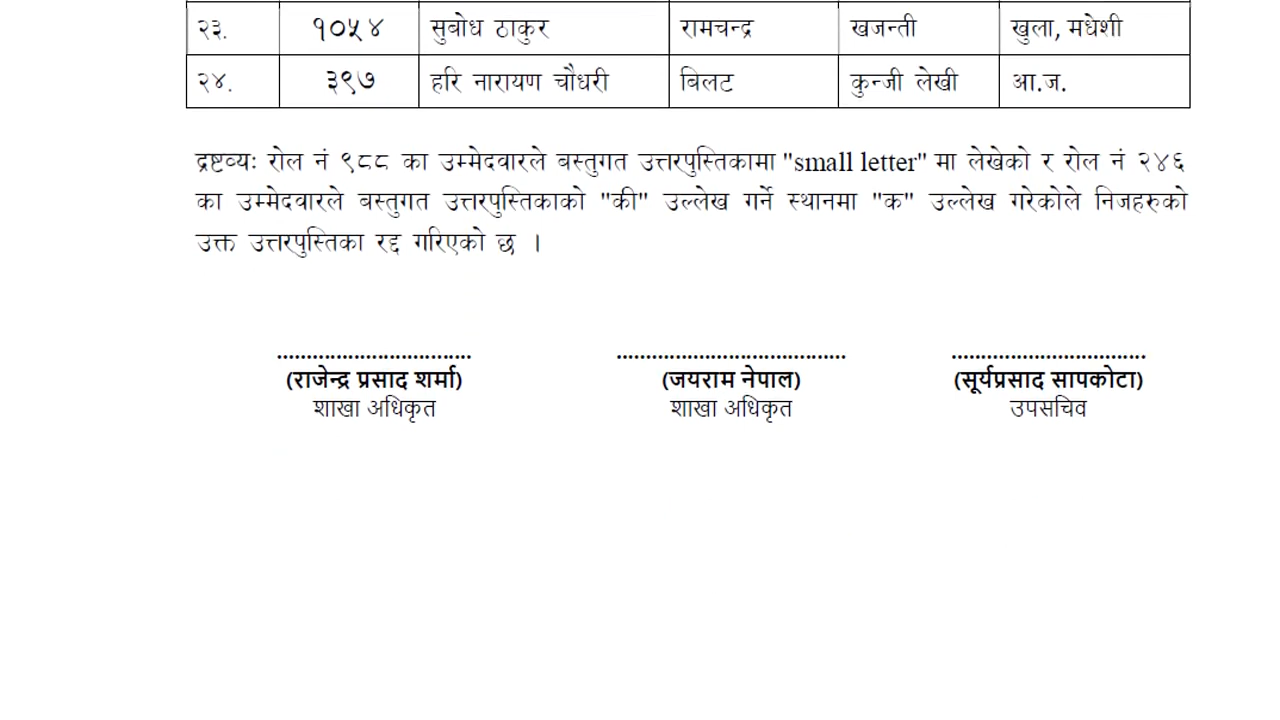 २३. १०५४ सुबोध ठाकुर रामचन्द्र खजन्ती खुला, मधेशी
२४. ३९७ हरि नारायण चौधरी बिलट कुन्जी लेखी आ.ज.
द्रष्टव्यः रोल नं ९८८ का उम्मेदवारले बस्तुगत उत्तरपुस्तिकामा "small letter" मा लेखेको र रोल नं २४६
का उम्मेदवारले बस्तुगत उत्तरपुस्तिकाको "की" उल्लेख गर्ने स्थानमा "क" उल्लेख गरेकोले निजहरुको
उक्त उत्तरपुस्तिका रद्द गरिएको छ ।
................................. ....................................... .................................
(राजेन्द्र प्रसाद शर्मा) (जयराम नेपाल) (सूर्यप्रसाद सापकोटा)
शाखा अधिकृत शाखा अधिकृत उपसचिव